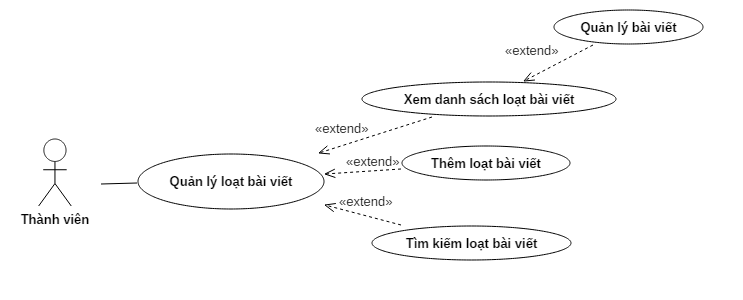 Quản lý bài viết
«extend»
Xem danh sách loạt bài viết
«extend»
«extend»
Thêm loạt bài viết
Quản lý loạt bài viết
Thành viên
«extend»
Tìm kiếm loạt bài viết